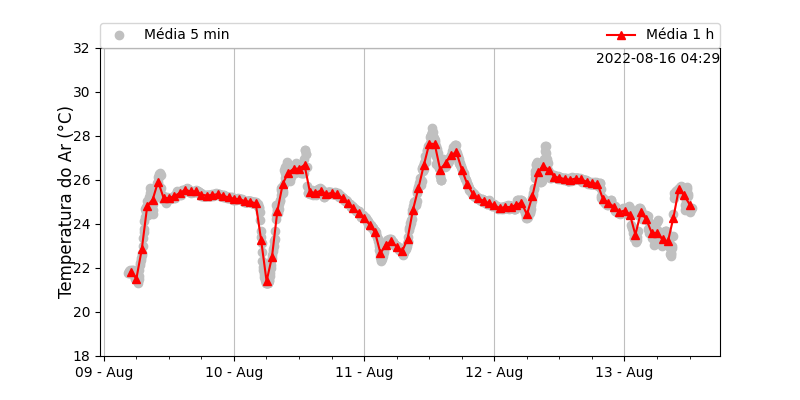 Média 5 min
Média 1 h
2022-08-16 04:29
Temperatura do Ar (°C)
32
30
28
26
24
22
20
18
09 - Aug
10 - Aug
11 - Aug
12 - Aug
13 - Aug